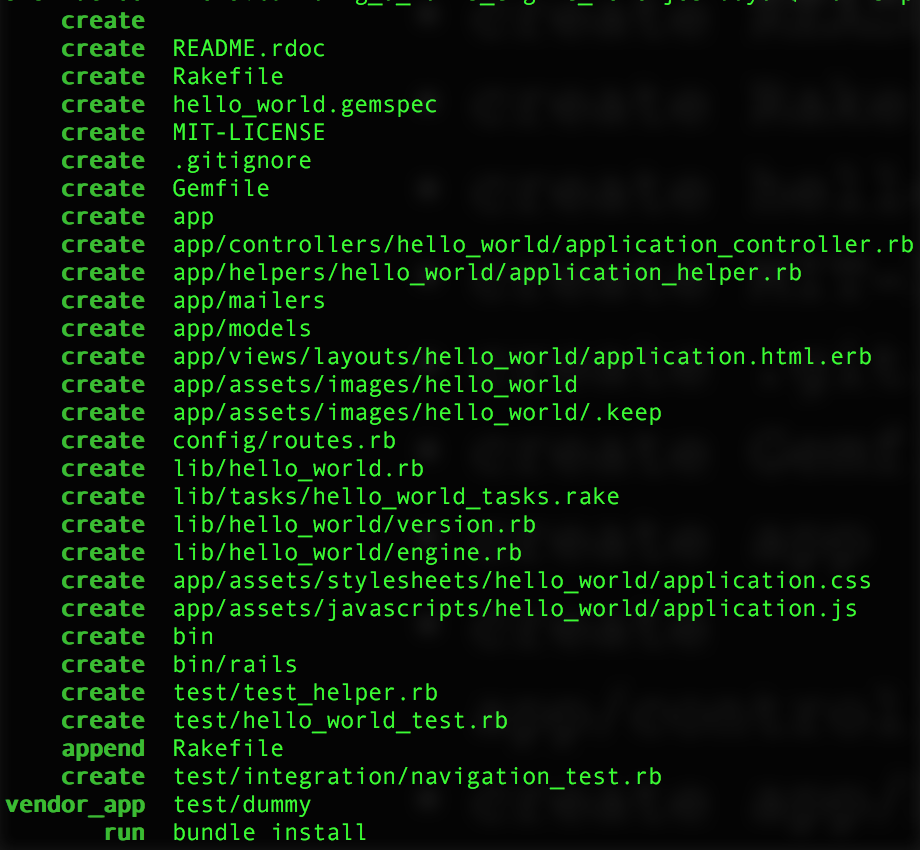 create
create README.rdoc
create Rakefile
create hello_world.gemspec
create MIT-LICENSE
create .gitignore
create Gemfile
create app
create app/controllers/hello_world/application_controller.rb
create app/helpers/hello_world/application_helper.rb
create app/mailers
create app/models
create app/views/layouts/hello_world/application.html.erb
create app/assets/images/hello_world
create app/assets/images/hello_world/.keep
create config/routes.rb
create lib/hello_world.rb
create lib/tasks/hello_world_tasks.rake
create lib/hello_world/version.rb
create lib/hello_world/engine.rb
create app/assets/stylesheets/hello_world/application.css
create app/assets/javascripts/hello_world/application.js
create bin
create bin/rails
create test/test_helper.rb
create test/hello_world_test.rb
append Rakefile
create test/integration/navigation_test.rb
vendor_app test/dummy
run bundle install